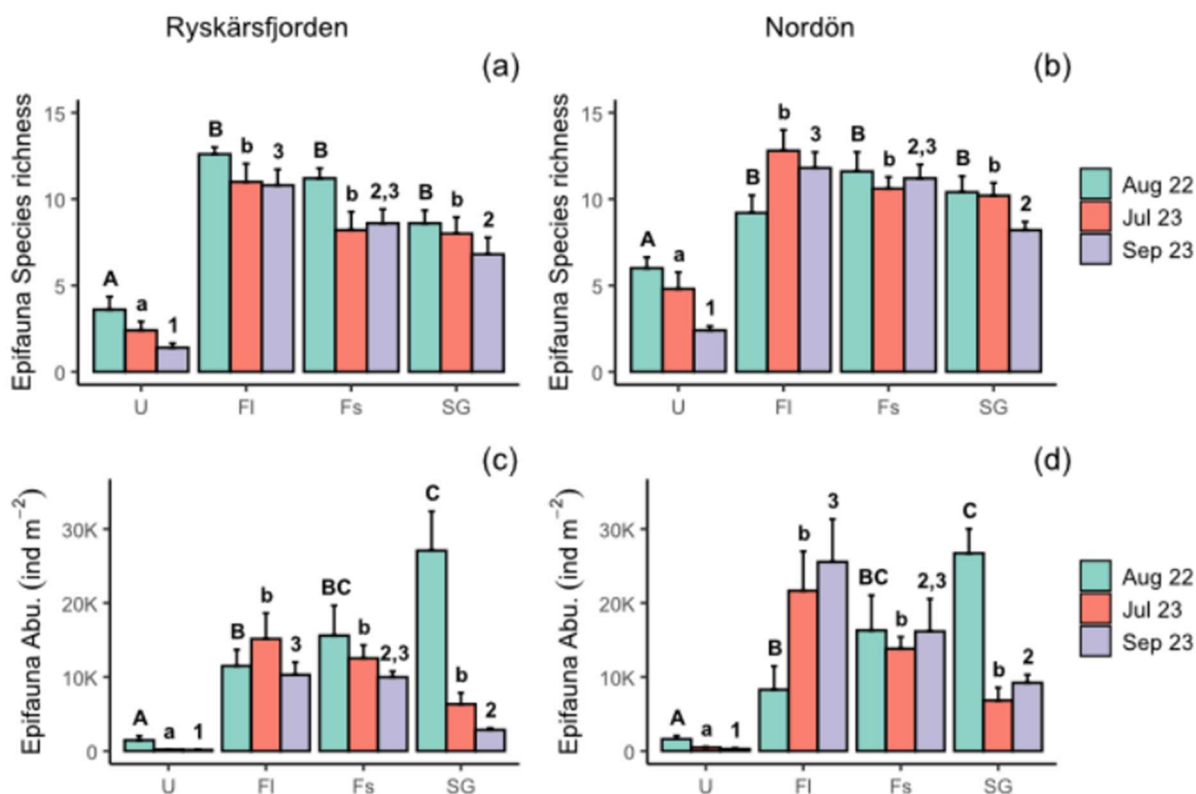 Ryskärsfjorden
Nordön
(a)
(b)
Epifauna Species richness
15
10
5
0
A
a
1
B
b
3
B
b
2,3
B
b
2
U
Fl
Fs
SG
Epifauna Species richness
15
10
5
0
A
a
1
B
b
3
B
b
2,3
B
b
2
U
Fl
Fs
SG
Aug 22
Jul 23
Sep 23
(c)
(d)
Epifauna Abu. (ind m⁻²)
30K
20K
10K
0
A
a
1
B
b
3
BC
b
2,3
C
b
2
U
Fl
Fs
SG
Epifauna Abu. (ind m⁻²)
30K
20K
10K
0
A
a
1
B
b
3
BC
b
2,3
C
b
2
U
Fl
Fs
SG
Aug 22
Jul 23
Sep 23